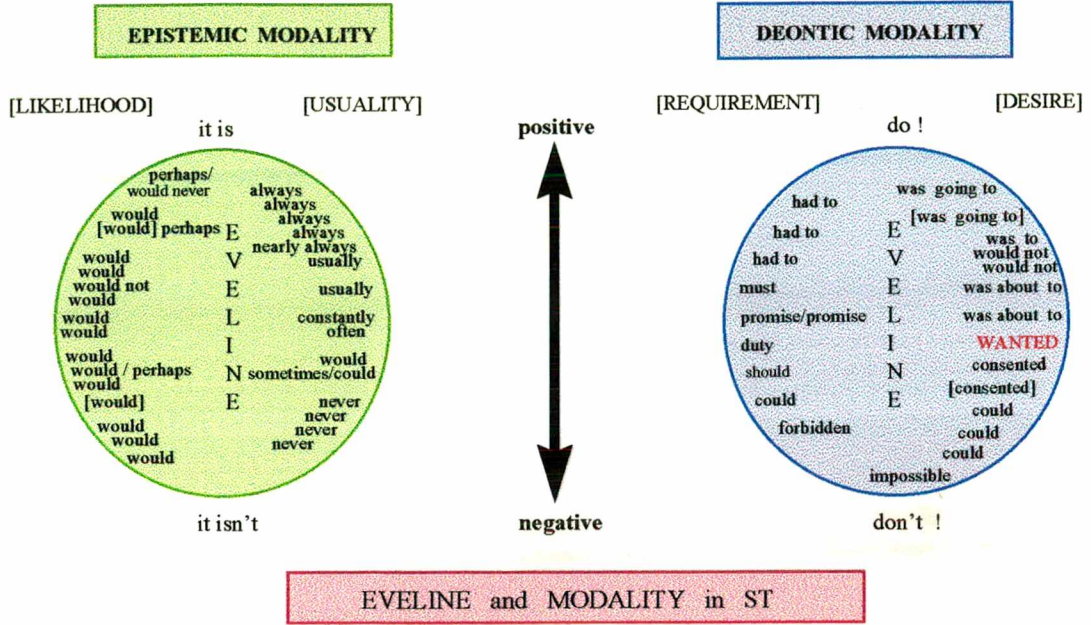 EPISTEMIC MODALITY
DEONTIC MODALITY
[LIKELIHOOD]
[USUALITY]
[REQUIREMENT]
[DESIRE]
it is
positive
do !
perhaps/
would never
would
[would] perhaps
would
would
would not
would
would
would
would
would / perhaps
would
[would]
would
would
would
E
V
E
L
I
N
E
always
always
always
always
nearly always
usually
usually
constantly
often
would
sometimes/could
never
never
never
never
it isn't
negative
had to
had to
had to
must
promise/promise
duty
should
could
forbidden
E
V
E
L
I
N
E
was going to
[was going to]
was to
would not
would not
was about to
was about to
WANTED
consented
[consented]
could
could
could
impossible
don't !
EVELINE and MODALITY in ST